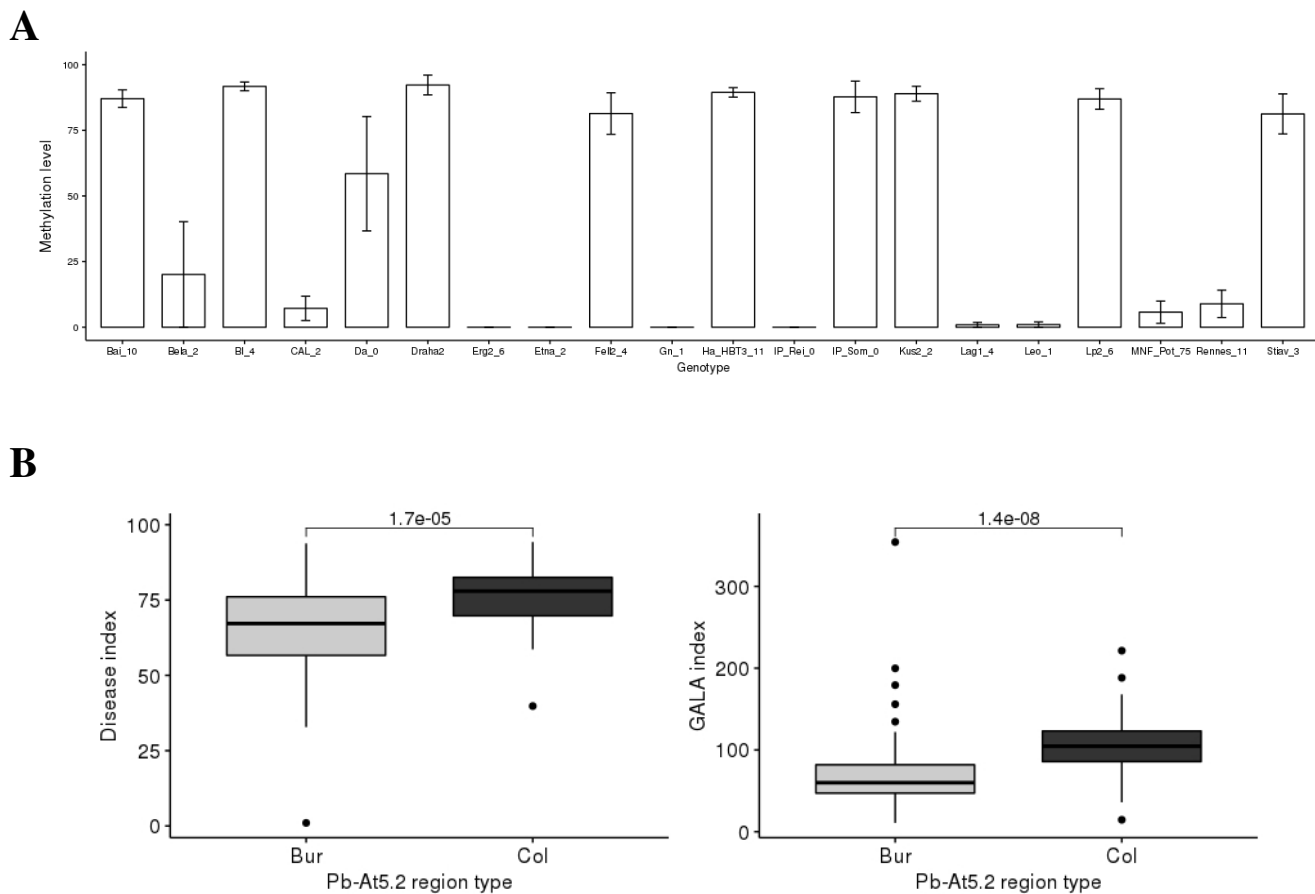 A
Methylation level
100
75
50
25
0
Bai_10 Bela_2 Bl_4 CAL_2 Da_0 Draha2 Erg2_6 Etna_2 Fell2_4 Gn_1 Ha_HBT3_11 IP_Rei_0 IP_Som_0 Kus2_2 Lag1_4 Leo_1 Lp2_6 MNF_Pot_75 Rennes_11 Stiav_3
Genotype
B
Disease index
100
75
50
25
0
1.7e-05
Bur Col
Pb-At5.2 region type
GALA index
300
200
100
0
1.4e-08
Bur Col
Pb-At5.2 region type